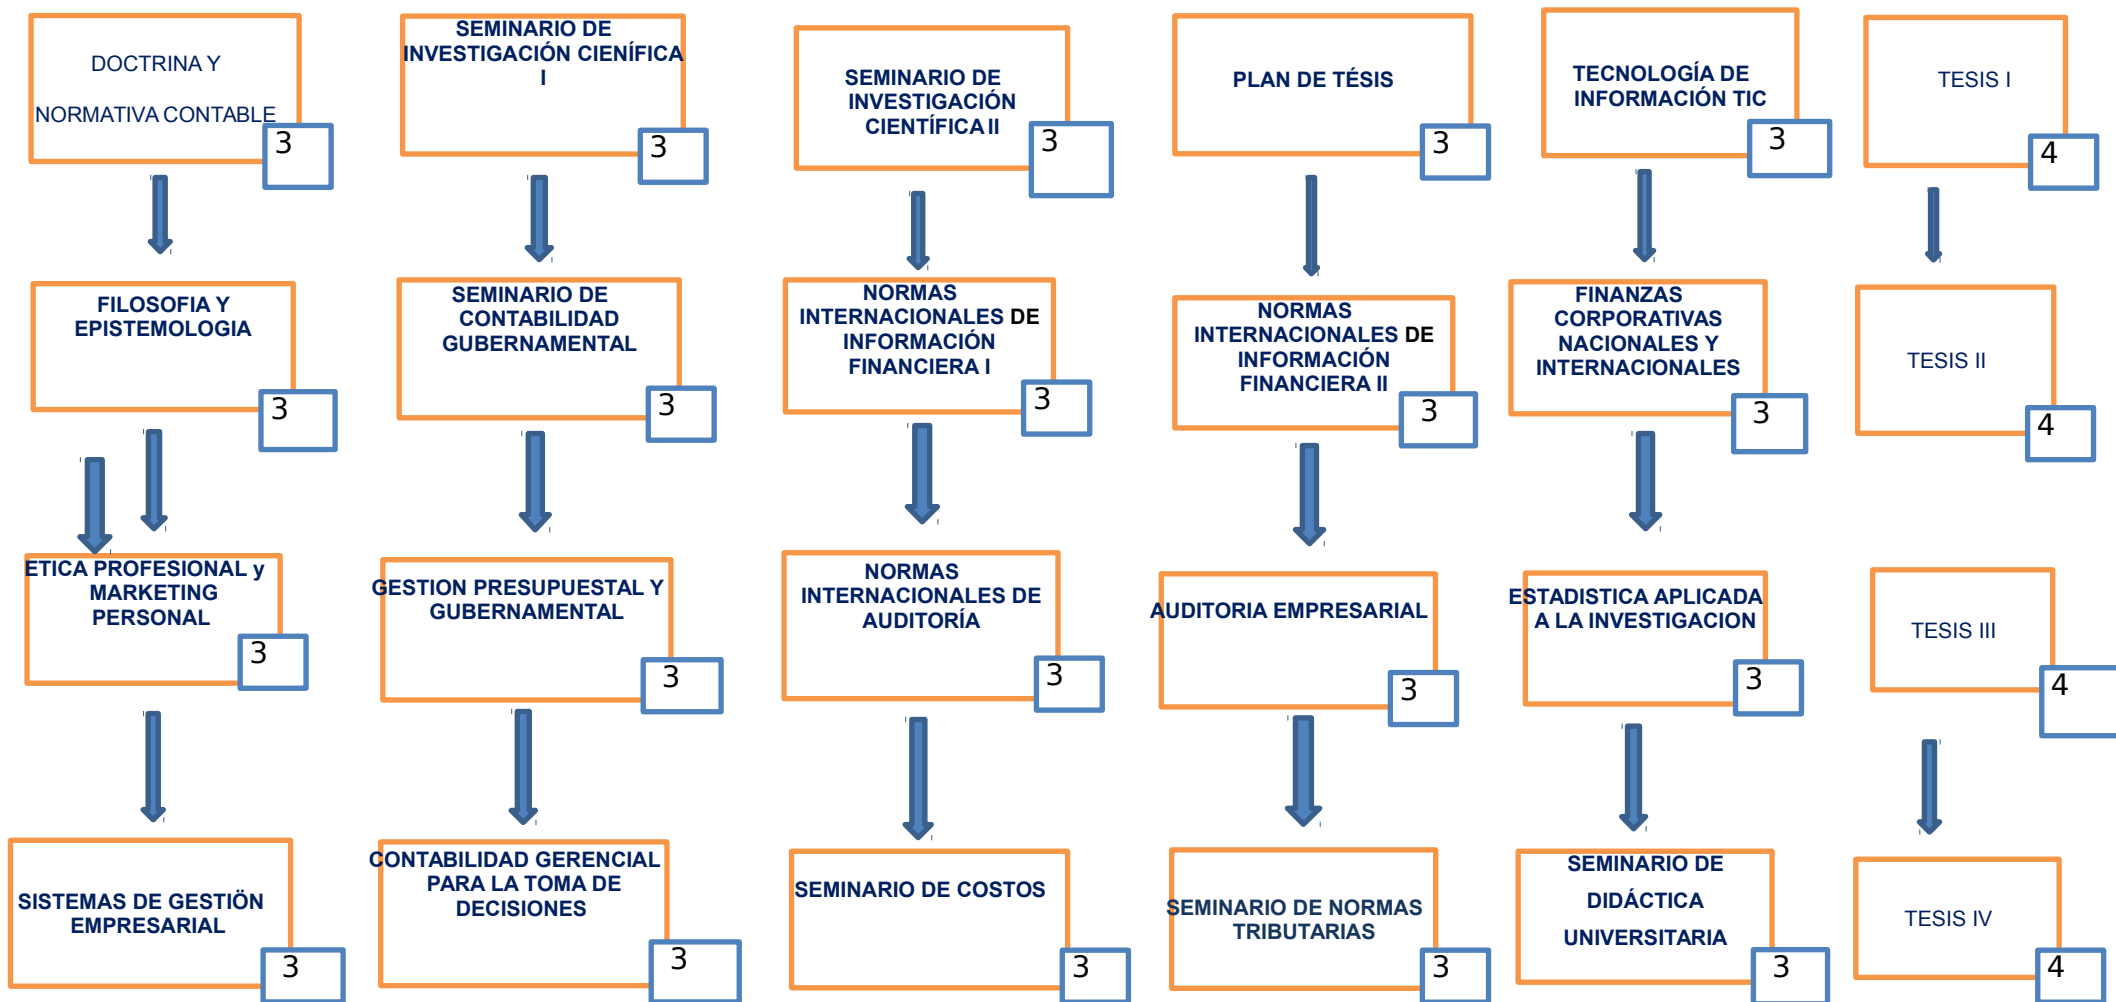 DOCTRINA Y
NORMATIVA CONTABLE
3
SEMINARIO DE
INVESTIGACIÓN CIENÍFICA
I
3
SEMINARIO DE
INVESTIGACIÓN
CIENTÍFICA II
3
PLAN DE TÉSIS
3
TECNOLOGÍA DE
INFORMACIÓN TIC
3
TESIS I
4
FILOSOFIA Y
EPISTEMOLOGIA
3
SEMINARIO DE
CONTABILIDAD
GUBERNAMENTAL
3
NORMAS
INTERNACIONALES DE
INFORMACIÓN
FINANCIERA I
3
NORMAS
INTERNACIONALES DE
INFORMACIÓN
FINANCIERA II
3
FINANZAS
CORPORATIVAS
NACIONALES Y
INTERNACIONALES
3
TESIS II
4
ETICA PROFESIONAL y
MARKETING
PERSONAL
3
GESTION PRESUPUESTAL Y
GUBERNAMENTAL
3
NORMAS
INTERNACIONALES DE
AUDITORÍA
3
AUDITORIA EMPRESARIAL
3
ESTADISTICA APLICADA
A LA INVESTIGACION
3
TESIS III
4
SISTEMAS DE GESTIÖN
EMPRESARIAL
3
CONTABILIDAD GERENCIAL
PARA LA TOMA DE
DECISIONES
3
SEMINARIO DE COSTOS
3
SEMINARIO DE NORMAS
TRIBUTARIAS
3
SEMINARIO DE
DIDÁCTICA
UNIVERSITARIA
3
TESIS IV
4